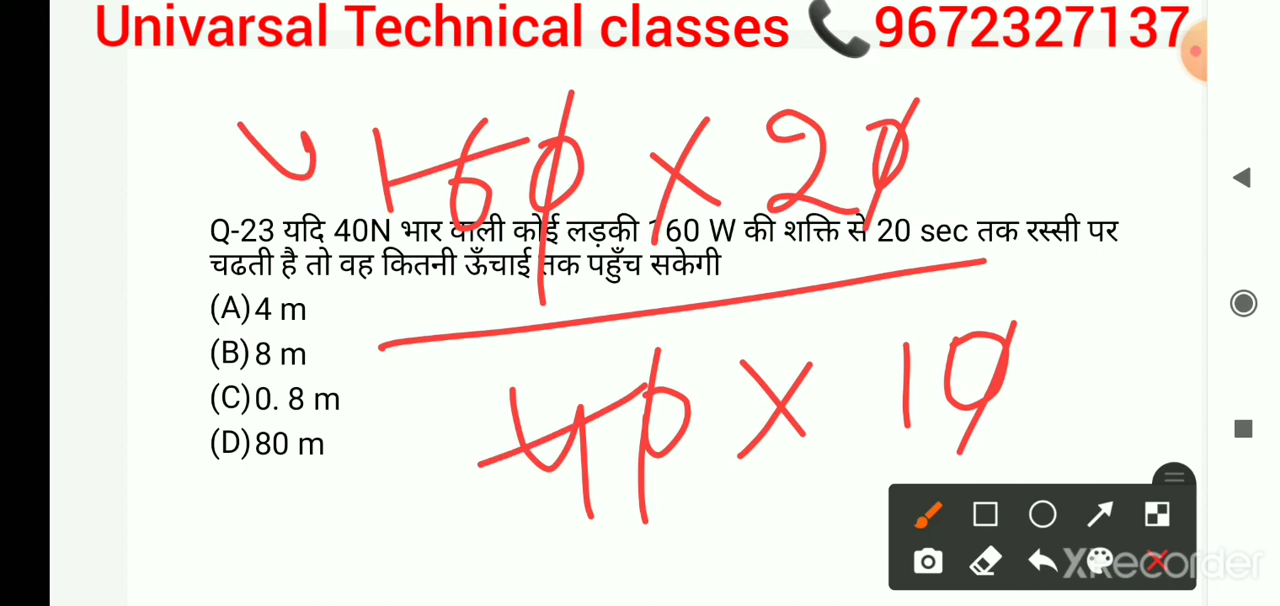 Univarsal Technical classes 📞9672327137
160 × 20
Q-23 यदि 40N भार वाली कोई लड़की 160 W की शक्ति से 20 sec तक रस्सी पर
चढती है तो वह कितनी ऊँचाई तक पहुँच सकेगी
(A) 4 m
(B) 8 m
(C) 0. 8 m
(D) 80 m
40 × 10
XRecorder